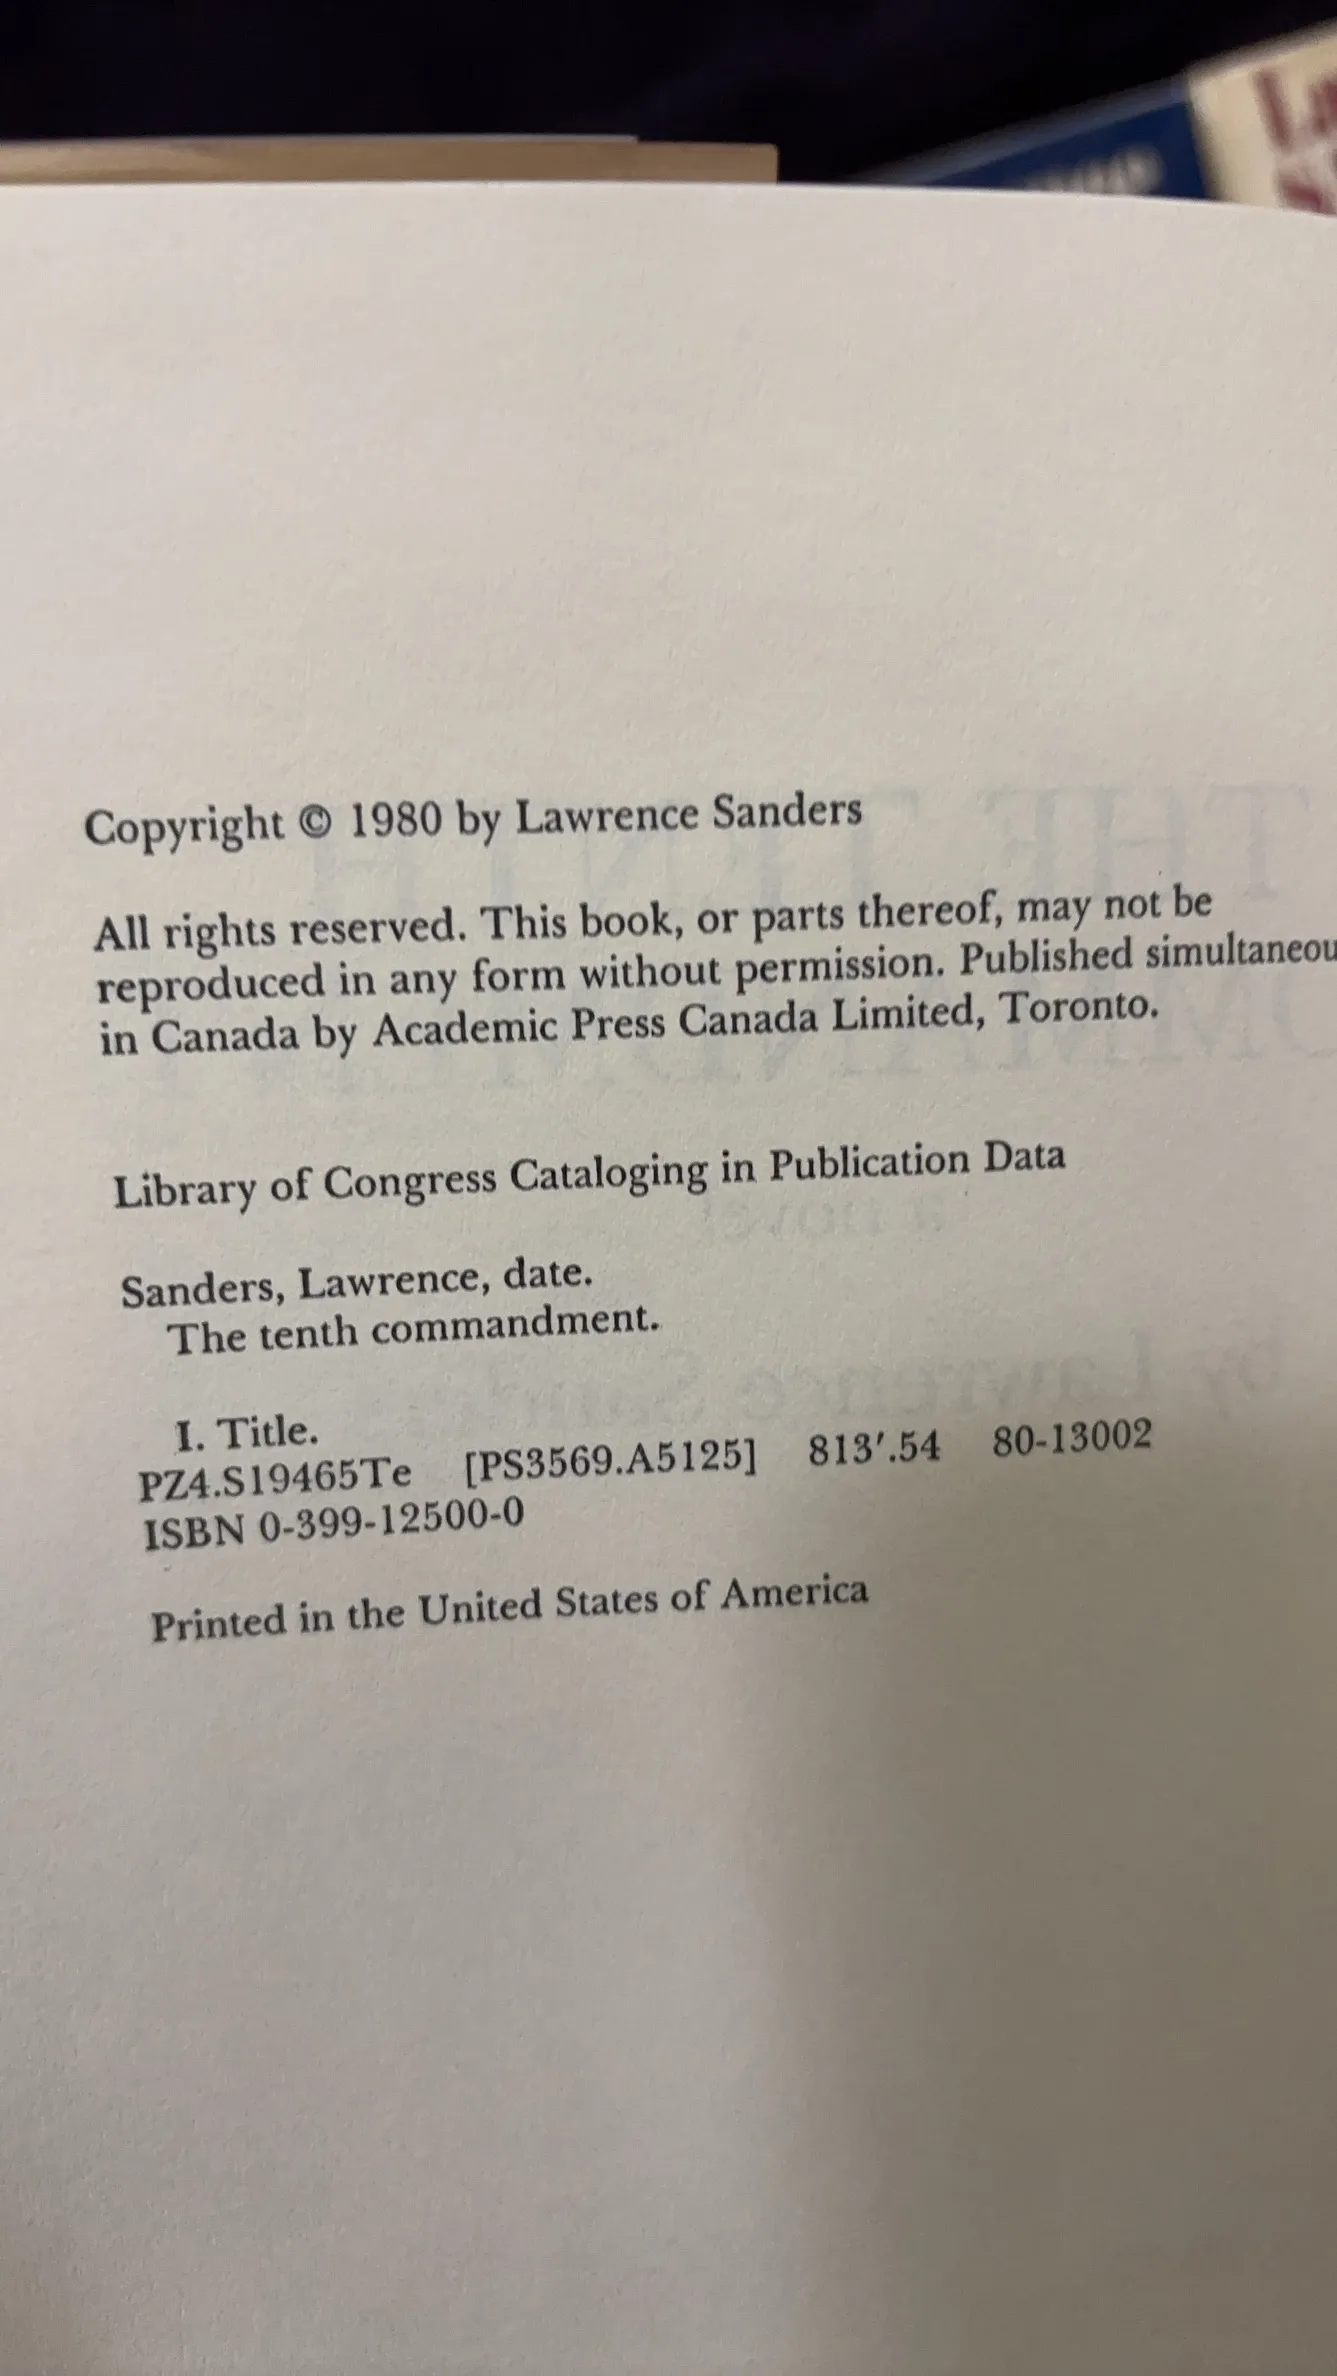 Copyright © 1980 by Lawrence Sanders
All rights reserved. This book, or parts thereof, may not be
reproduced in any form without permission. Published simultaneou
in Canada by Academic Press Canada Limited, Toronto.
Library of Congress Cataloging in Publication Data
Sanders, Lawrence, date.
The tenth commandment.
I. Title.
PZ4.S19465Te [PS3569.A5125] 813′.54 80-13002
ISBN 0-399-12500-0
Printed in the United States of America